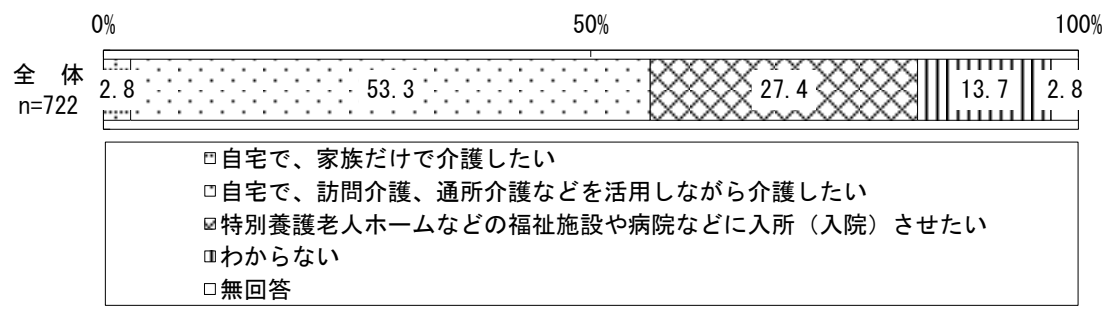 0% 50% 100%
全 体
n=722
2.8 53.3 27.4 13.7 2.8
自宅で、家族だけで介護したい
自宅で、訪問介護、通所介護などを活用しながら介護したい
特別養護老人ホームなどの福祉施設や病院などに入所（入院）させたい
わからない
無回答